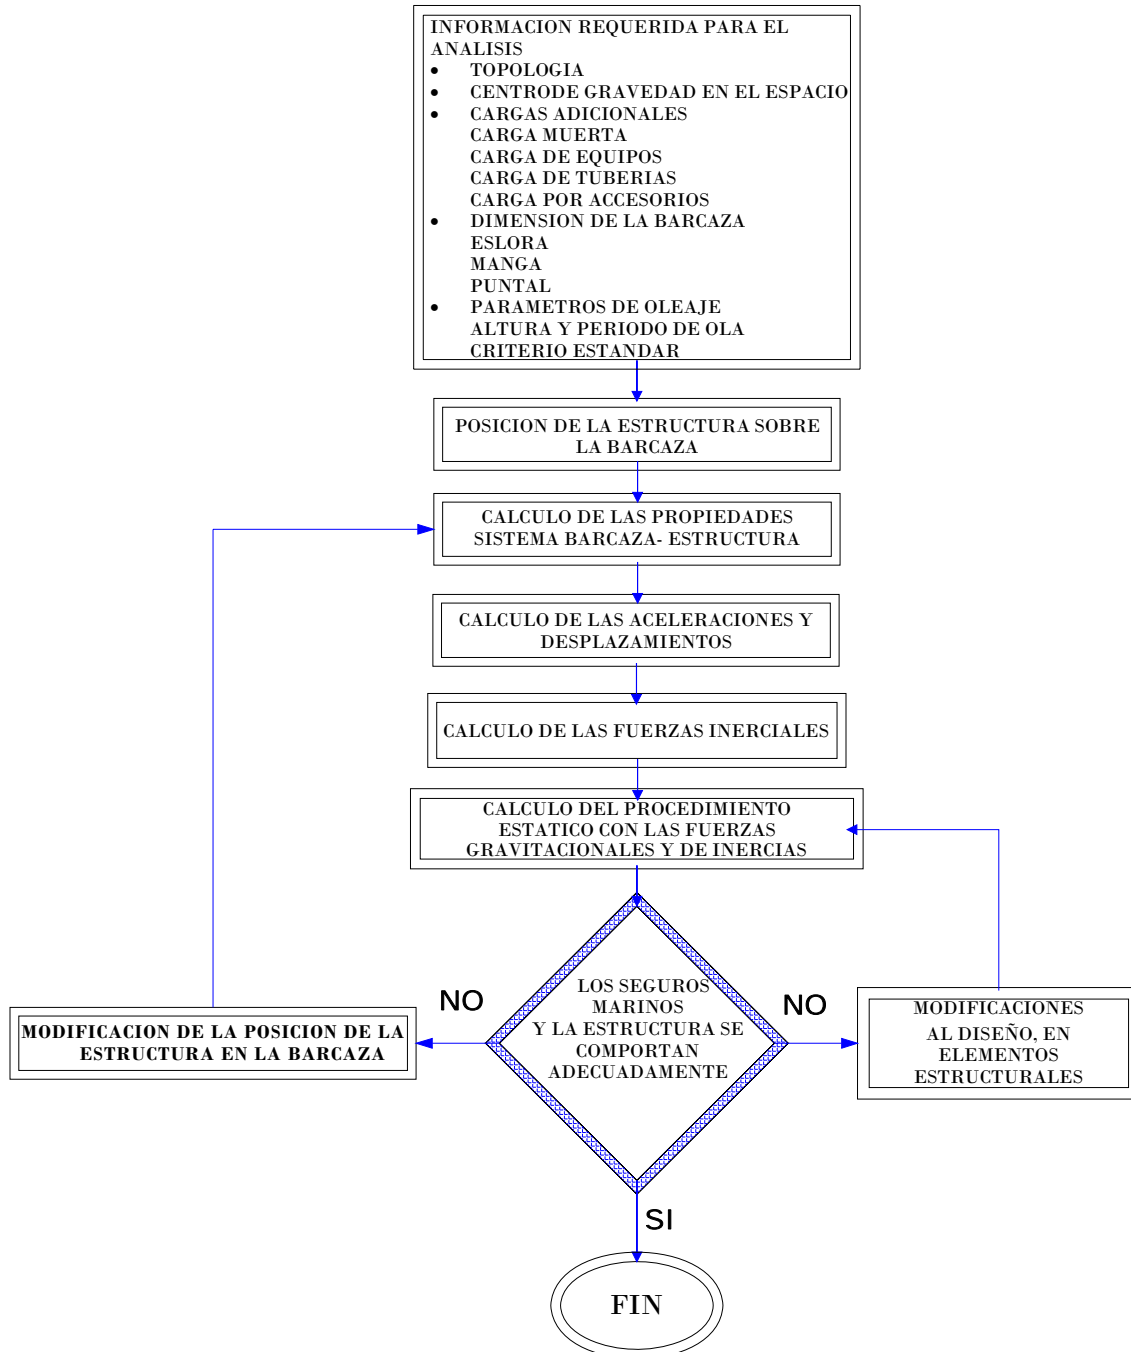 INFORMACION REQUERIDA PARA EL
ANALISIS
• TOPOLOGIA
• CENTRODE GRAVEDAD EN EL ESPACIO
• CARGAS ADICIONALES
CARGA MUERTA
CARGA DE EQUIPOS
CARGA DE TUBERIAS
CARGA POR ACCESORIOS
• DIMENSION DE LA BARCAZA
ESLORA
MANGA
PUNTAL
• PARAMETROS DE OLEAJE
ALTURA Y PERIODO DE OLA
CRITERIO ESTANDAR
POSICION DE LA ESTRUCTURA SOBRE
LA BARCAZA
CALCULO DE LAS PROPIEDADES
SISTEMA BARCAZA- ESTRUCTURA
CALCULO DE LAS ACELERACIONES Y
DESPLAZAMIENTOS
CALCULO DE LAS FUERZAS INERCIALES
CALCULO DEL PROCEDIMIENTO
ESTATICO CON LAS FUERZAS
GRAVITACIONALES Y DE INERCIAS
LOS SEGUROS
MARINOS
Y LA ESTRUCTURA SE
COMPORTAN
ADECUADAMENTE
NO
MODIFICACION DE LA POSICION DE LA
ESTRUCTURA EN LA BARCAZA
NO
MODIFICACIONES
AL DISEÑO, EN
ELEMENTOS
ESTRUCTURALES
SI
FIN